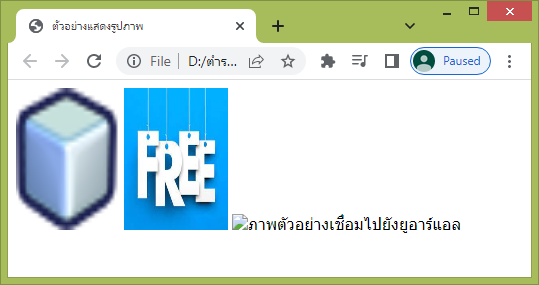 ตัวอย่างแสดงรูปภาพ
File
D:/ตำร...
Paused
FREE
ภาพตัวอย่างเชื่อมไปยังยูอาร์แอล